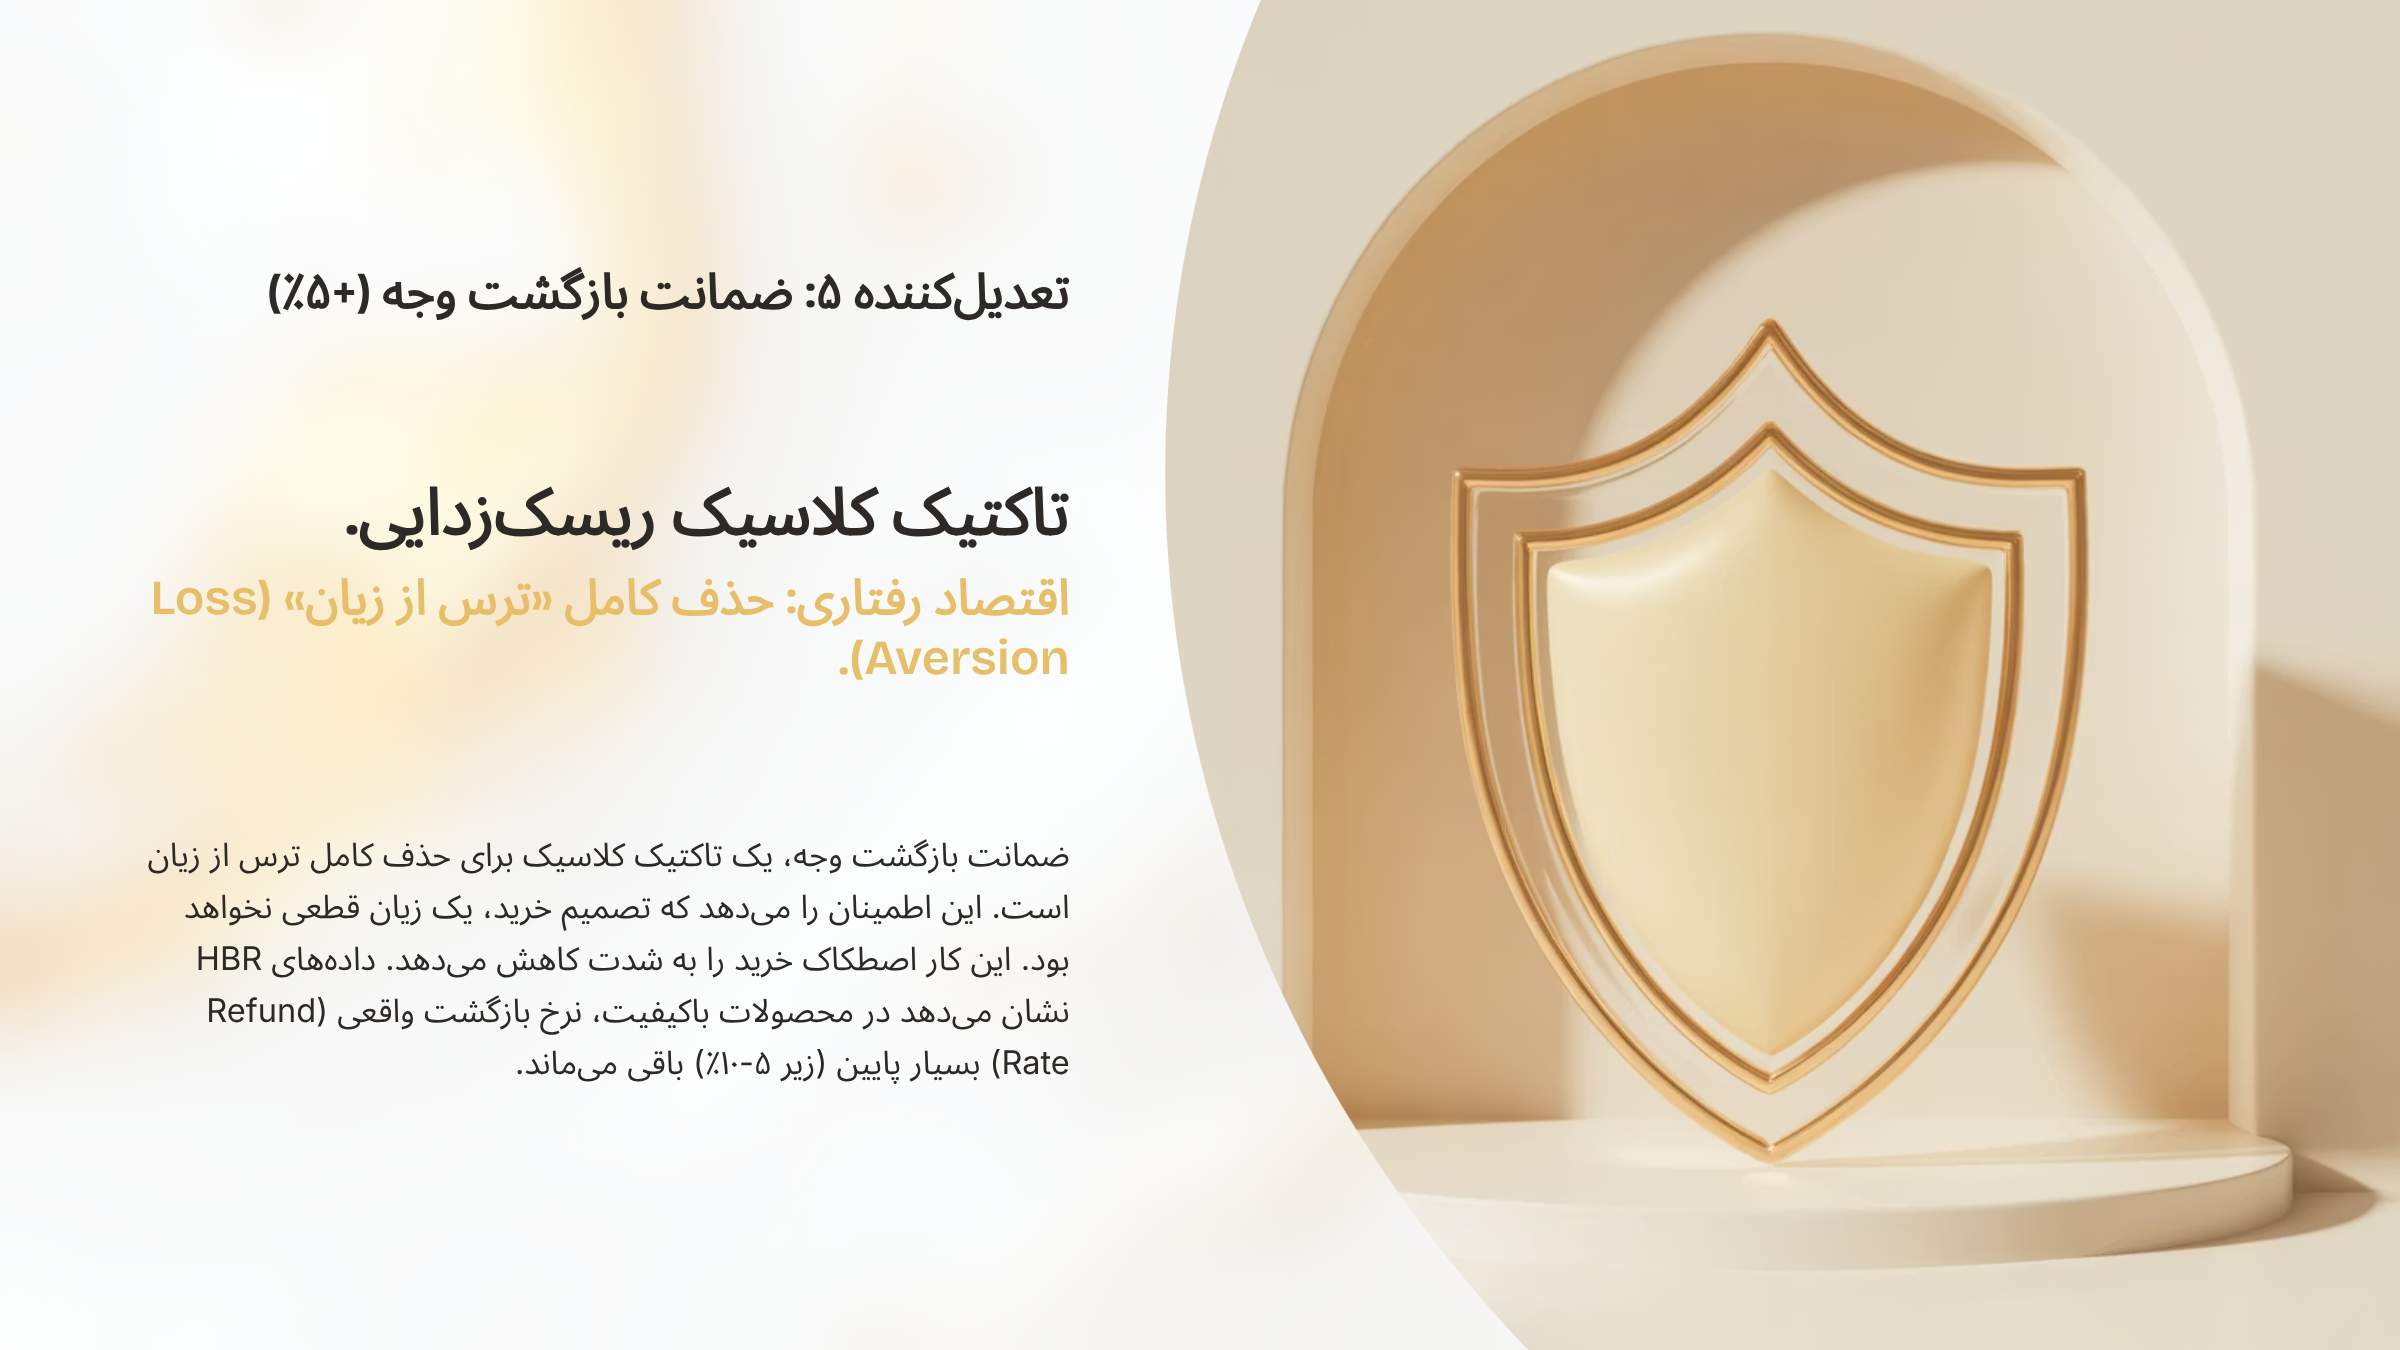 تعدیل‌کننده ۵: ضمانت بازگشت وجه (+۵٪)
تاکتیک کلاسیک ریسک‌زدایی.
اقتصاد رفتاری: حذف کامل «ترس از زیان» (Loss
Aversion).
ضمانت بازگشت وجه، یک تاکتیک کلاسیک برای حذف کامل ترس از زیان
است. این اطمینان را می‌دهد که تصمیم خرید، یک زیان قطعی نخواهد
بود. این کار اصطکاک خرید را به شدت کاهش می‌دهد. داده‌های HBR
نشان می‌دهد در محصولات باکیفیت، نرخ بازگشت واقعی (Refund
Rate) بسیار پایین (زیر ۵-۱۰٪) باقی می‌ماند.